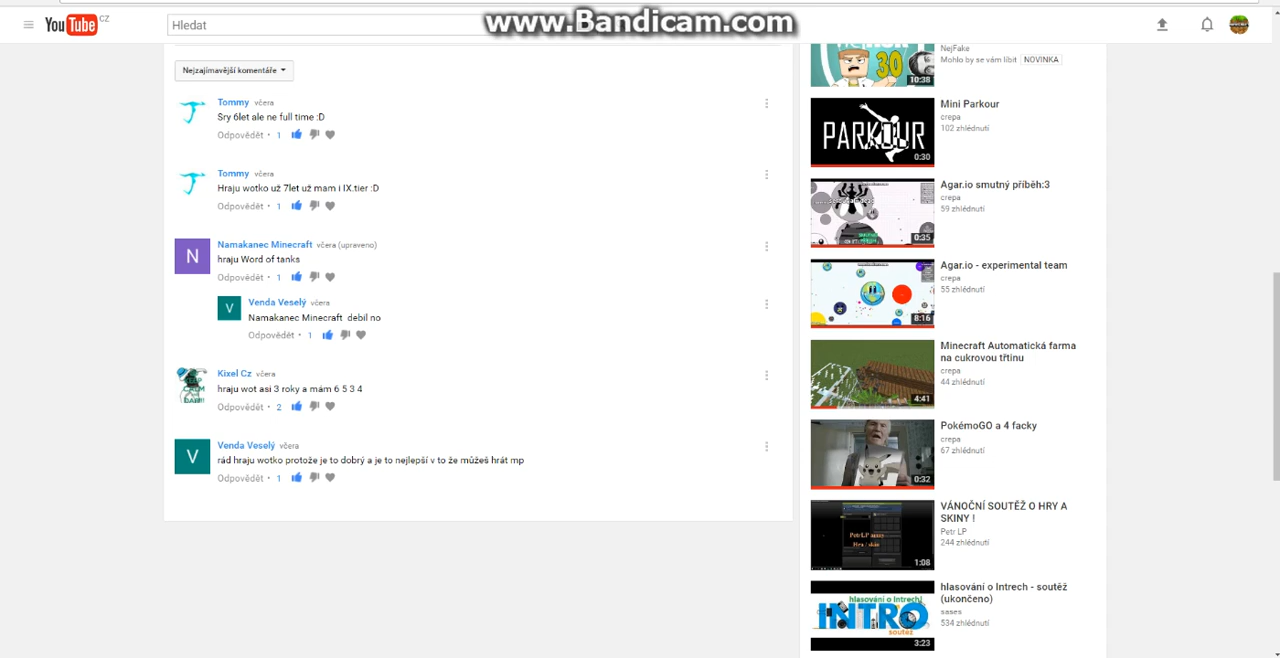 YouTube CZ
Hledat
www.Bandicam.com
Nejzajímavější komentáře
Tommy včera
Sry 6let ale ne full time :D
Odpovědět • 1
Tommy včera
Hraju wotko už 7let už mam i IX.tier :D
Odpovědět • 1
N
Namakanec Minecraft včera (upraveno)
hraju Word of tanks
Odpovědět • 1
V
Venda Veselý včera
Namakanec Minecraft debil no
Odpovědět • 1
Kixel Cz včera
hraju wot asi 3 roky a mám 6 5 3 4
Odpovědět • 2
V
Venda Veselý včera
rád hraju wotko protože je to dobrý a je to nejlepší v to že můžeš hrát mp
Odpovědět • 1
30
10:38
NejFake
Mohlo by se vám líbit NOVINKA
PARKOUR
0:30
Mini Parkour
crepa
102 zhlédnutí
0:35
Agar.io smutný příběh:3
crepa
59 zhlédnutí
8:16
Agar.io - experimental team
crepa
55 zhlédnutí
4:41
Minecraft Automatická farma
na cukrovou třtinu
crepa
44 zhlédnutí
0:32
PokémoGO a 4 facky
crepa
67 zhlédnutí
1:08
VÁNOČNÍ SOUTĚŽ O HRY A
SKINY !
Petr LP
244 zhlédnutí
hlasování o Intrech!
INTRO
soutěž
3:23
hlasování o Intrech - soutěž
(ukončeno)
sases
534 zhlédnutí